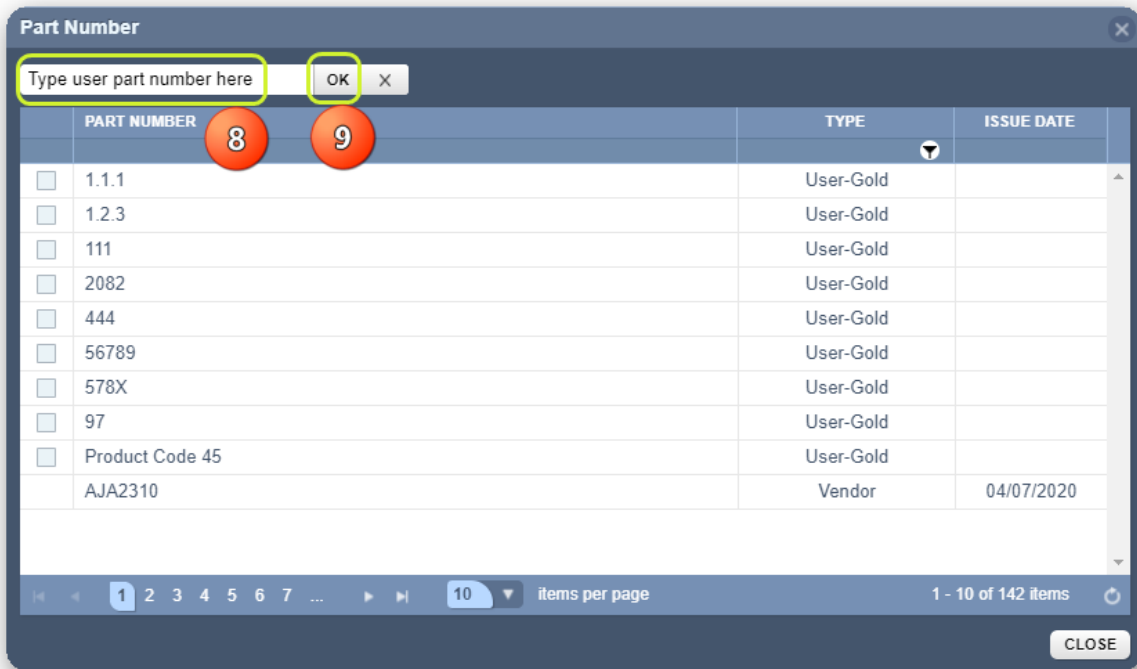 Part Number
Type user part number here OK X
8 9
PART NUMBER TYPE ISSUE DATE
1.1.1 User-Gold
1.2.3 User-Gold
111 User-Gold
2082 User-Gold
444 User-Gold
56789 User-Gold
578X User-Gold
97 User-Gold
Product Code 45 User-Gold
AJA2310 Vendor 04/07/2020
1 2 3 4 5 6 7 ... 10 items per page 1 - 10 of 142 items
CLOSE